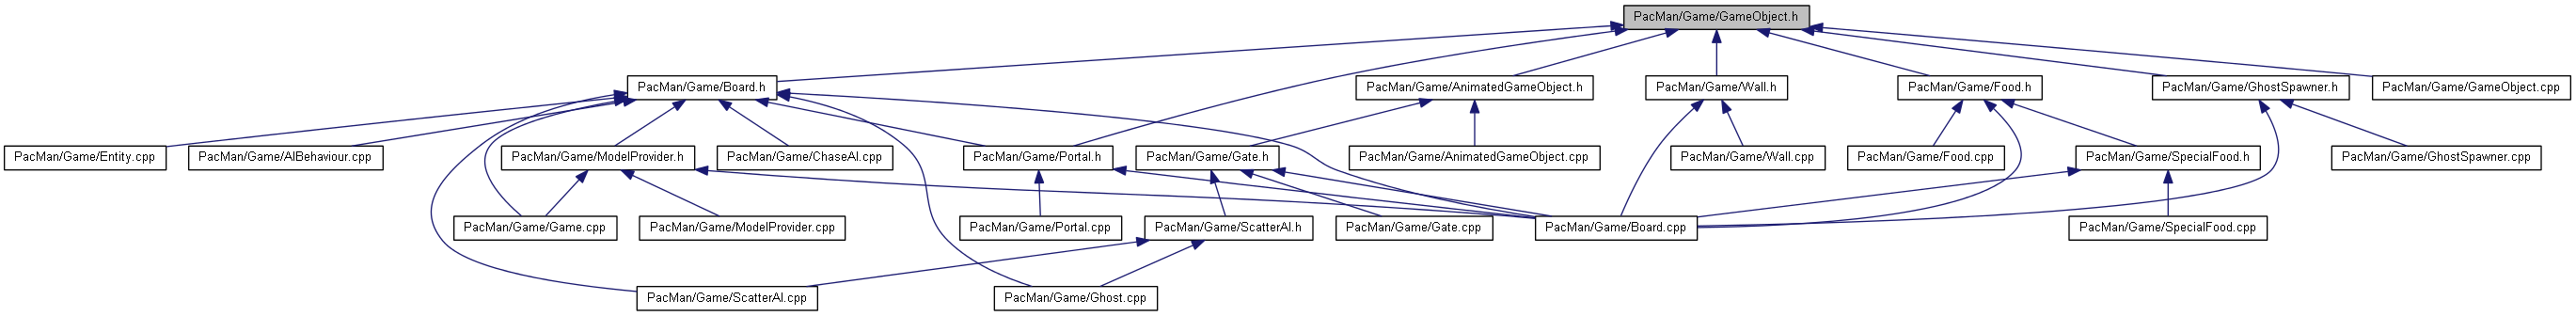 PacMan/Game/GameObject.h
PacMan/Game/Board.h
PacMan/Game/AnimatedGameObject.h
PacMan/Game/Wall.h
PacMan/Game/Food.h
PacMan/Game/GhostSpawner.h
PacMan/Game/GameObject.cpp
PacMan/Game/Entity.cpp
PacMan/Game/AIBehaviour.cpp
PacMan/Game/ModelProvider.h
PacMan/Game/ChaseAI.cpp
PacMan/Game/Portal.h
PacMan/Game/Gate.h
PacMan/Game/AnimatedGameObject.cpp
PacMan/Game/Wall.cpp
PacMan/Game/Food.cpp
PacMan/Game/SpecialFood.h
PacMan/Game/GhostSpawner.cpp
PacMan/Game/Game.cpp
PacMan/Game/ModelProvider.cpp
PacMan/Game/Portal.cpp
PacMan/Game/ScatterAI.h
PacMan/Game/Gate.cpp
PacMan/Game/Board.cpp
PacMan/Game/SpecialFood.cpp
PacMan/Game/ScatterAI.cpp
PacMan/Game/Ghost.cpp